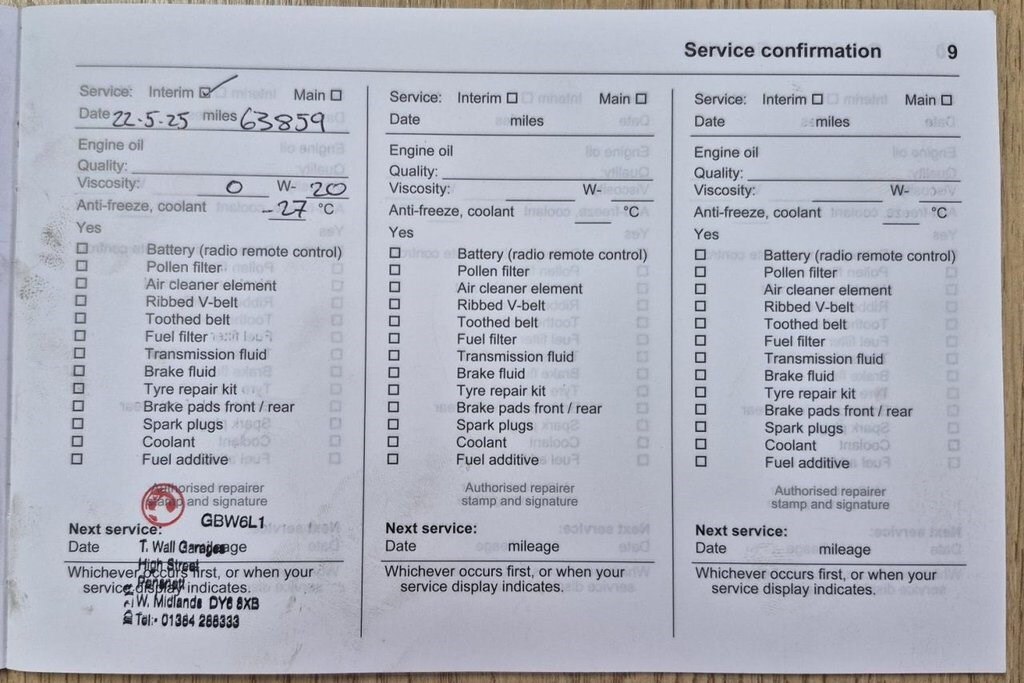 Service confirmation 9
Service: Interim ☑ Main ☐
Date 22.5.25 miles 63859
Engine oil
Quality:
Viscosity: 0 W- 20
Anti-freeze, coolant -27 °C
Yes
☐ Battery (radio remote control)
☐ Pollen filter
☐ Air cleaner element
☐ Ribbed V-belt
☐ Toothed belt
☐ Fuel filter
☐ Transmission fluid
☐ Brake fluid
☐ Tyre repair kit
☐ Brake pads front / rear
☐ Spark plugs
☐ Coolant
☐ Fuel additive
Authorised repairer
stamp and signature
GBW6L1
Next service:
Date mileage
T. Wall Garages
High Street
Pensnett
W. Midlands DY6 8XB
Tel:- 01384 288333
Whichever occurs first, or when your
service display indicates.
Service: Interim ☐ Main ☐
Date miles
Engine oil
Quality:
Viscosity: W-
Anti-freeze, coolant °C
Yes
☐ Battery (radio remote control)
☐ Pollen filter
☐ Air cleaner element
☐ Ribbed V-belt
☐ Toothed belt
☐ Fuel filter
☐ Transmission fluid
☐ Brake fluid
☐ Tyre repair kit
☐ Brake pads front / rear
☐ Spark plugs
☐ Coolant
☐ Fuel additive
Authorised repairer
stamp and signature
Next service:
Date mileage
Whichever occurs first, or when your
service display indicates.
Service: Interim ☐ Main ☐
Date miles
Engine oil
Quality:
Viscosity: W-
Anti-freeze, coolant °C
Yes
☐ Battery (radio remote control)
☐ Pollen filter
☐ Air cleaner element
☐ Ribbed V-belt
☐ Toothed belt
☐ Fuel filter
☐ Transmission fluid
☐ Brake fluid
☐ Tyre repair kit
☐ Brake pads front / rear
☐ Spark plugs
☐ Coolant
☐ Fuel additive
Authorised repairer
stamp and signature
Next service:
Date mileage
Whichever occurs first, or when your
service display indicates.